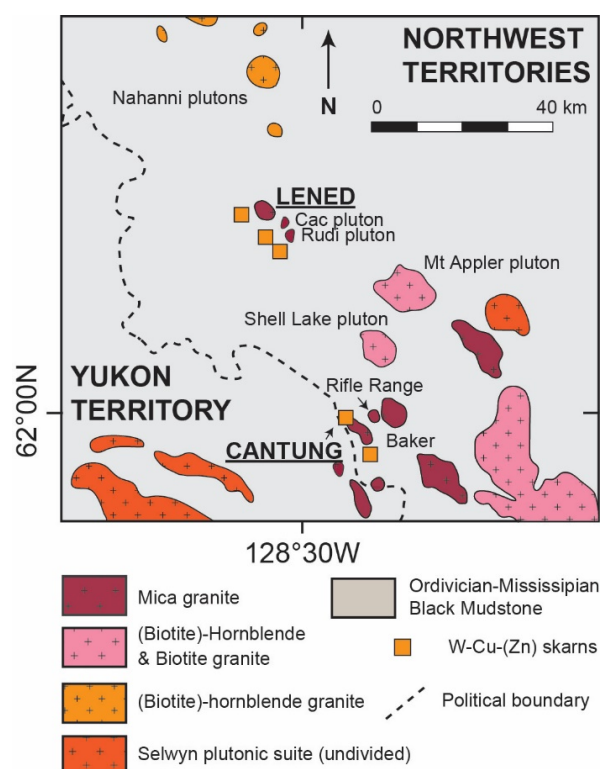 NORTHWEST
TERRITORIES
N
0 40 km
Nahanni plutons
LENED
Cac pluton
Rudi pluton
Mt Appler pluton
Shell Lake pluton
YUKON
TERRITORY
Rifle Range
62°00N
CANTUNG
Baker
128°30W
Mica granite
Ordivician-Mississipian
Black Mudstone
(Biotite)-Hornblende
& Biotite granite
W-Cu-(Zn) skarns
(Biotite)-hornblende granite
Political boundary
Selwyn plutonic suite (undivided)